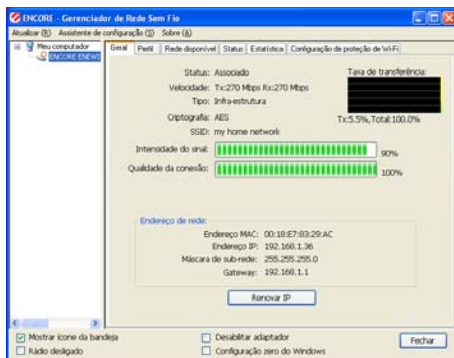 ENCORE - Gerenciador de Rede Sem Fio
Atualizar (R) Assistente de configuração (S) Sobre (A)
Meu computador
ENCORE ENEWS
Geral Perfil Rede disponível Status Estatística Configuração de proteção de Wi-Fi
Status: Associado
Taxa de transferência:
Velocidade: Tx:270 Mbps Rx:270 Mbps
Tipo: Infra-estrutura
Criptografia: AES
Tx:5.5%, Total:100.0%
SSID: my home network
Intensidade do sinal: 90%
Qualidade da conexão: 100%
Endereço de rede:
Endereço MAC: 00:18:E7:83:29:AC
Endereço IP: 192.168.1.36
Máscara de sub-rede: 255.255.255.0
Gateway: 192.168.1.1
Renovar IP
Mostrar ícone da bandeja
Desabilitar adaptador
Fechar
Rádio desligado
Configuração zero do Windows